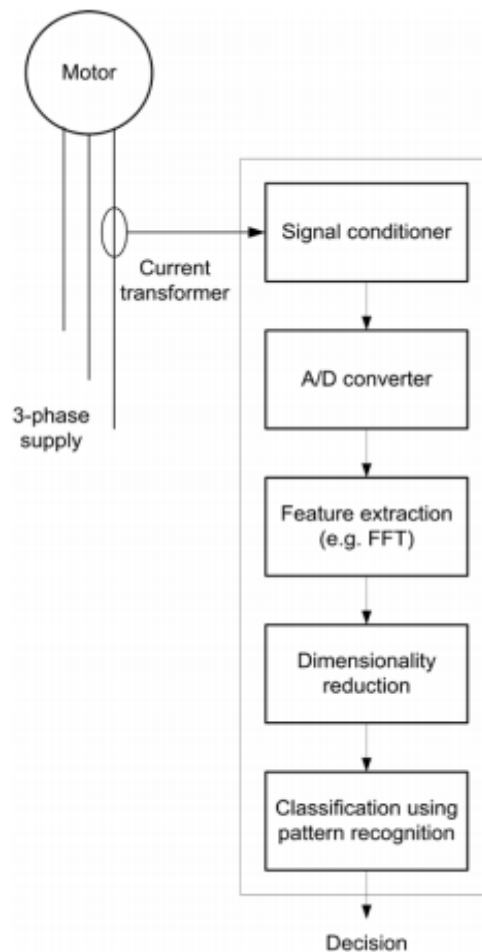 Motor
Signal conditioner
Current
transformer
A/D converter
3-phase
supply
Feature extraction
(e.g. FFT)
Dimensionality
reduction
Classification using
pattern recognition
Decision